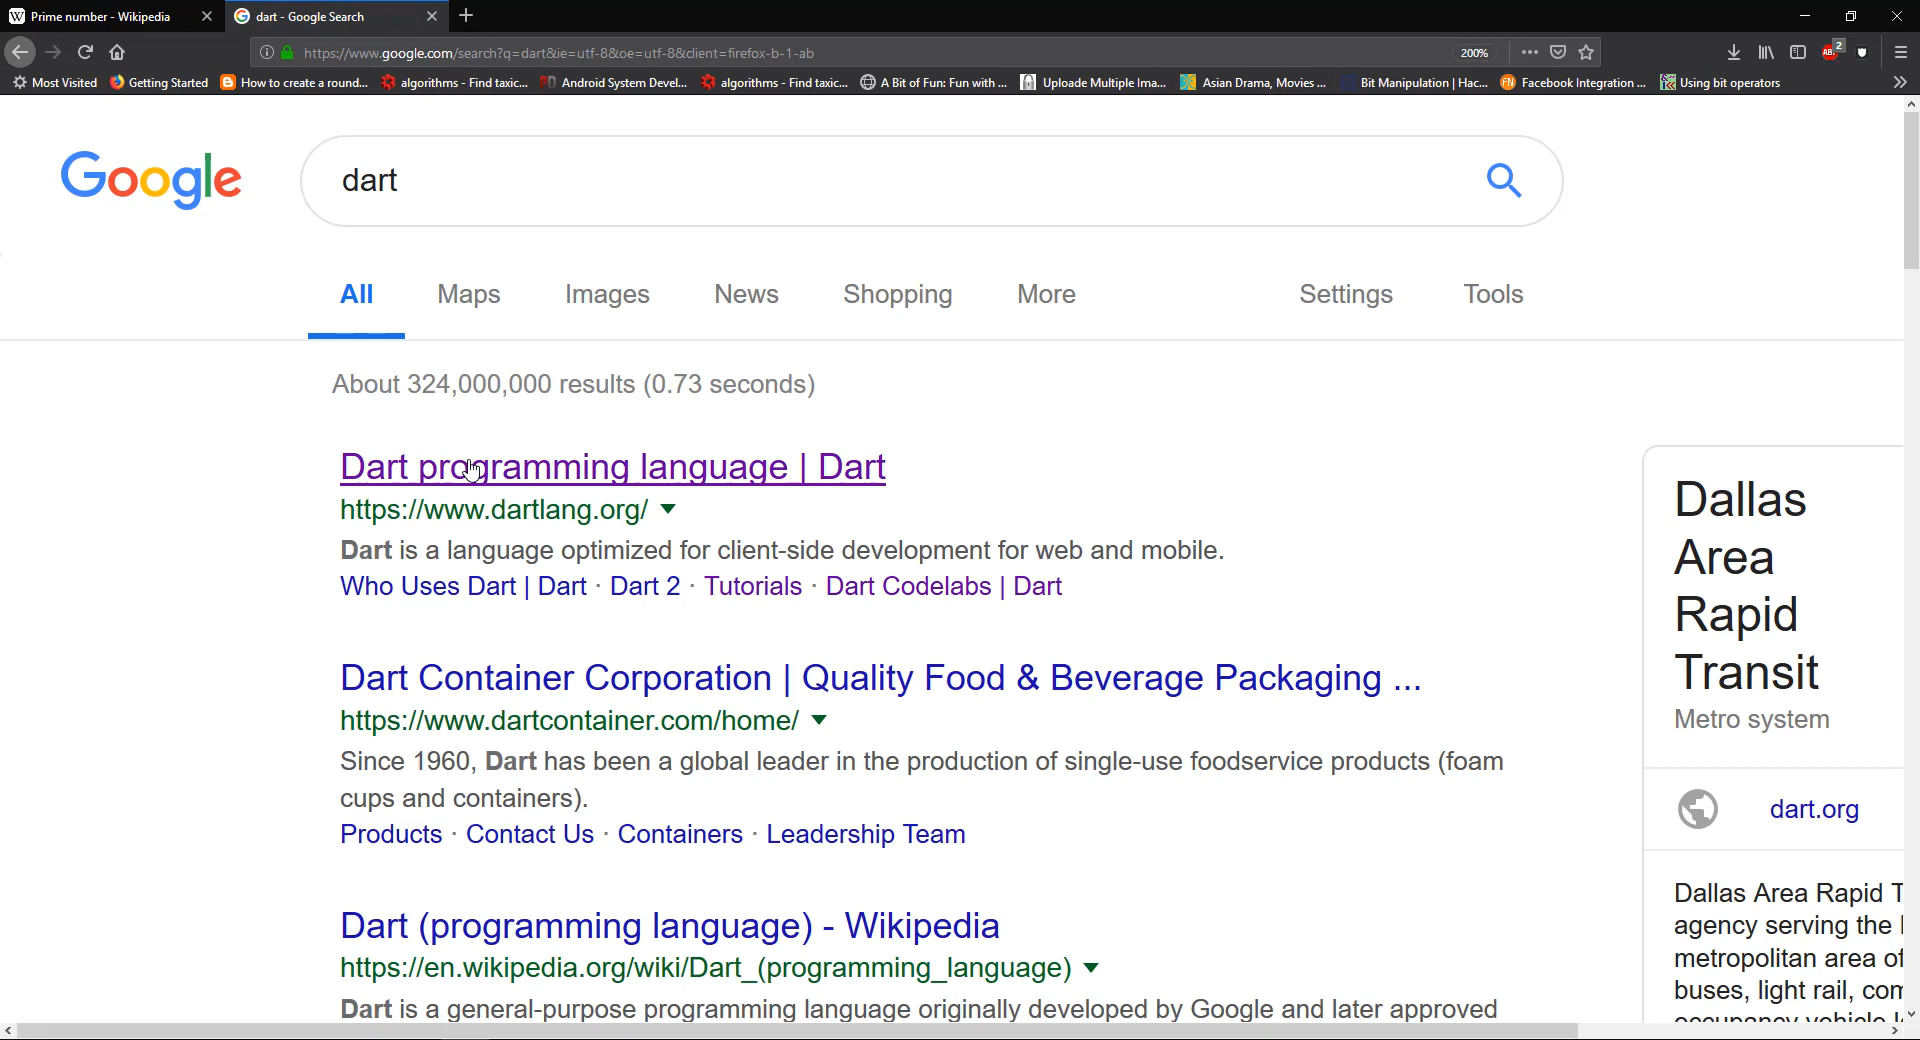 Prime number - Wikipedia
dart - Google Search
https://www.google.com/search?q=dart&ie=utf-8&oe=utf-8&client=firefox-b-1-ab
200%
2
Most Visited
Getting Started
How to create a round...
algorithms - Find taxic...
Android System Devel...
algorithms - Find taxic...
A Bit of Fun: Fun with ...
Uploade Multiple Ima...
Asian Drama, Movies ...
Bit Manipulation | Hac...
Facebook Integration ...
Using bit operators
Google
dart
All
Maps
Images
News
Shopping
More
Settings
Tools
About 324,000,000 results (0.73 seconds)
Dart programming language | Dart
https://www.dartlang.org/
Dart is a language optimized for client-side development for web and mobile.
Who Uses Dart | Dart · Dart 2 · Tutorials · Dart Codelabs | Dart
Dart Container Corporation | Quality Food & Beverage Packaging ...
https://www.dartcontainer.com/home/
Since 1960, Dart has been a global leader in the production of single-use foodservice products (foam
cups and containers).
Products · Contact Us · Containers · Leadership Team
Dart (programming language) - Wikipedia
https://en.wikipedia.org/wiki/Dart_(programming_language)
Dart is a general-purpose programming language originally developed by Google and later approved
Dallas
Area
Rapid
Transit
Metro system
dart.org
Dallas Area Rapid
agency serving the
metropolitan area of
buses, light rail,